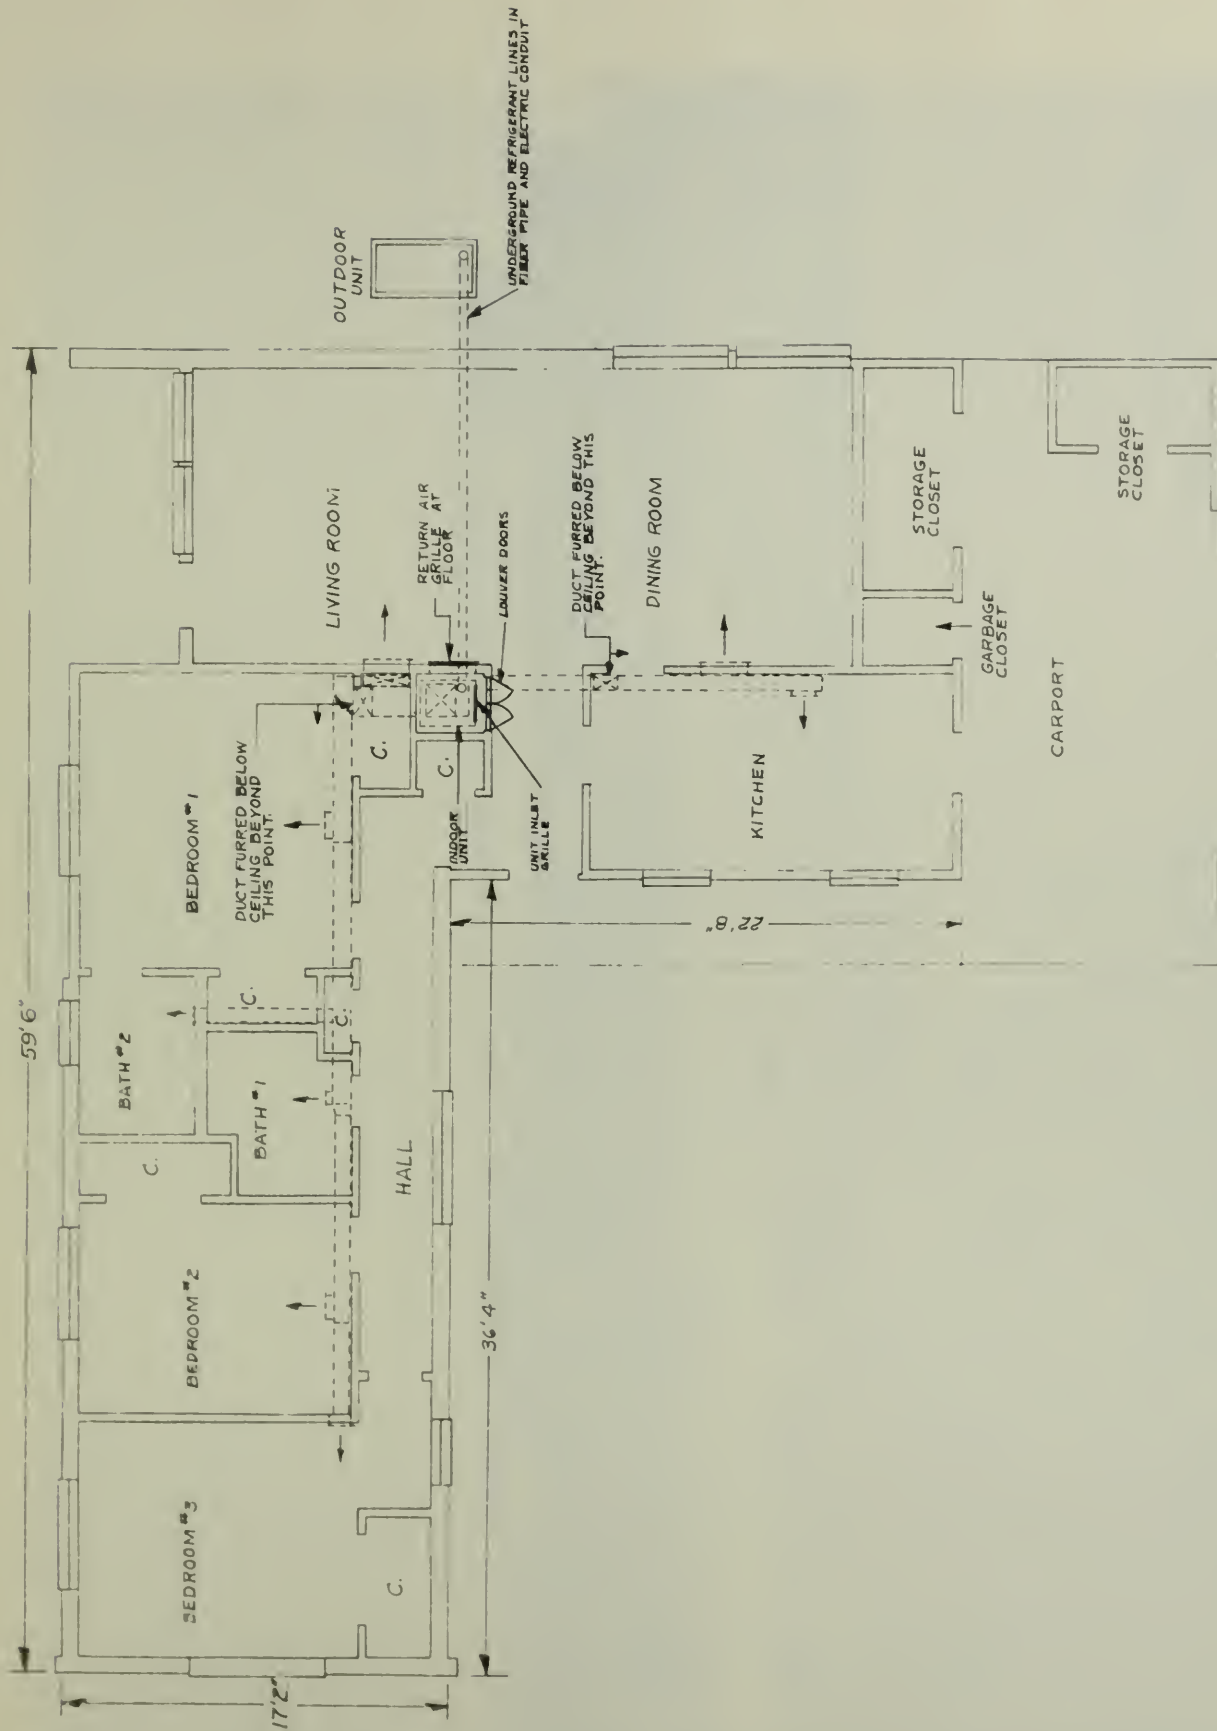 59'6"
17'2"
36'4"
22'8"
BEDROOM #3
C.
BEDROOM #2
C.
BATH #2
BATH #1
C.
C.
HALL
BEDROOM #1
DUCT FURRED BELOW
CEILING BEYOND
THIS POINT.
C.
C.
INDOOR
UNIT
UNIT INLET
GRILLE
LIVING ROOM
RETURN AIR
GRILLE AT
FLOOR
LOUVER DOORS
OUTDOOR
UNIT
UNDERGROUND REFRIGERANT LINES IN
FIBER PIPE AND ELECTRIC CONDUIT
DUCT FURRED BELOW
CEILING BEYOND THIS
POINT.
DINING ROOM
KITCHEN
STORAGE
CLOSET
GARBAGE
CLOSET
CARPORT
STORAGE
CLOSET